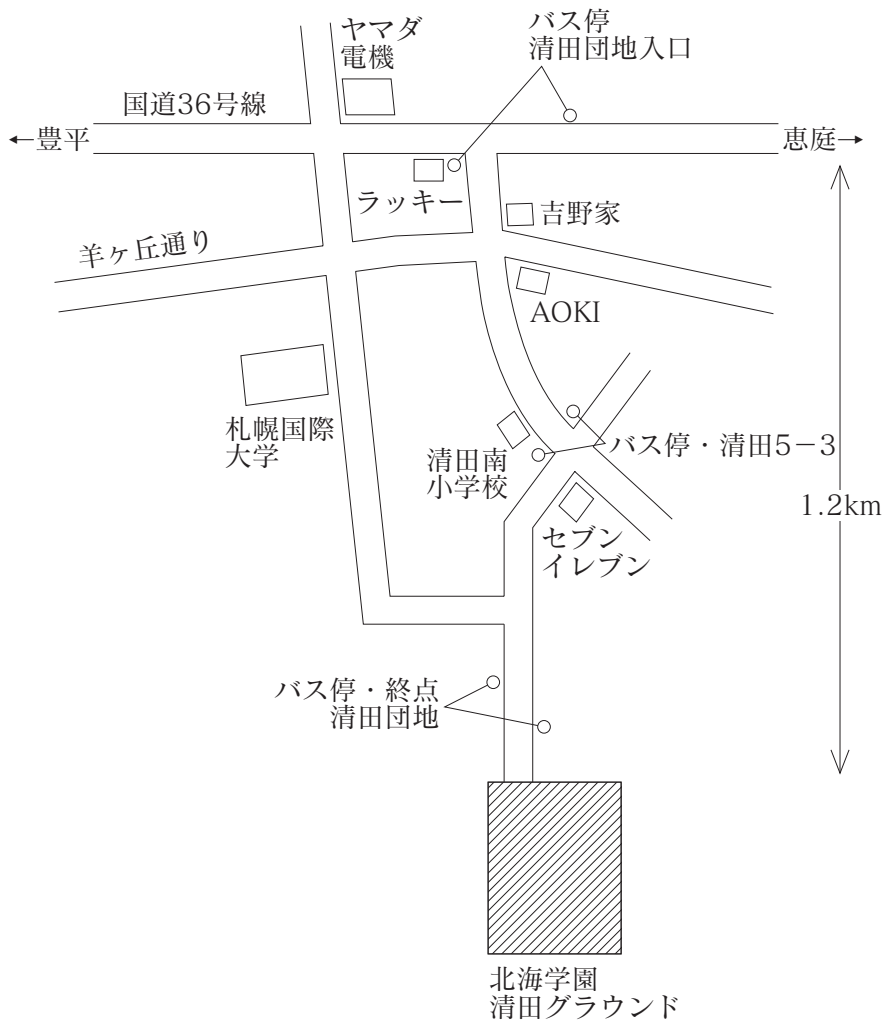 ヤマダ
電機
バス停
清田団地入口
国道36号線
←豊平
恵庭→
ラッキー
吉野家
羊ヶ丘通り
AOKI
札幌国際
大学
清田南
小学校
バス停・清田5−3
1.2km
セブン
イレブン
バス停・終点
清田団地
北海学園
清田グラウンド